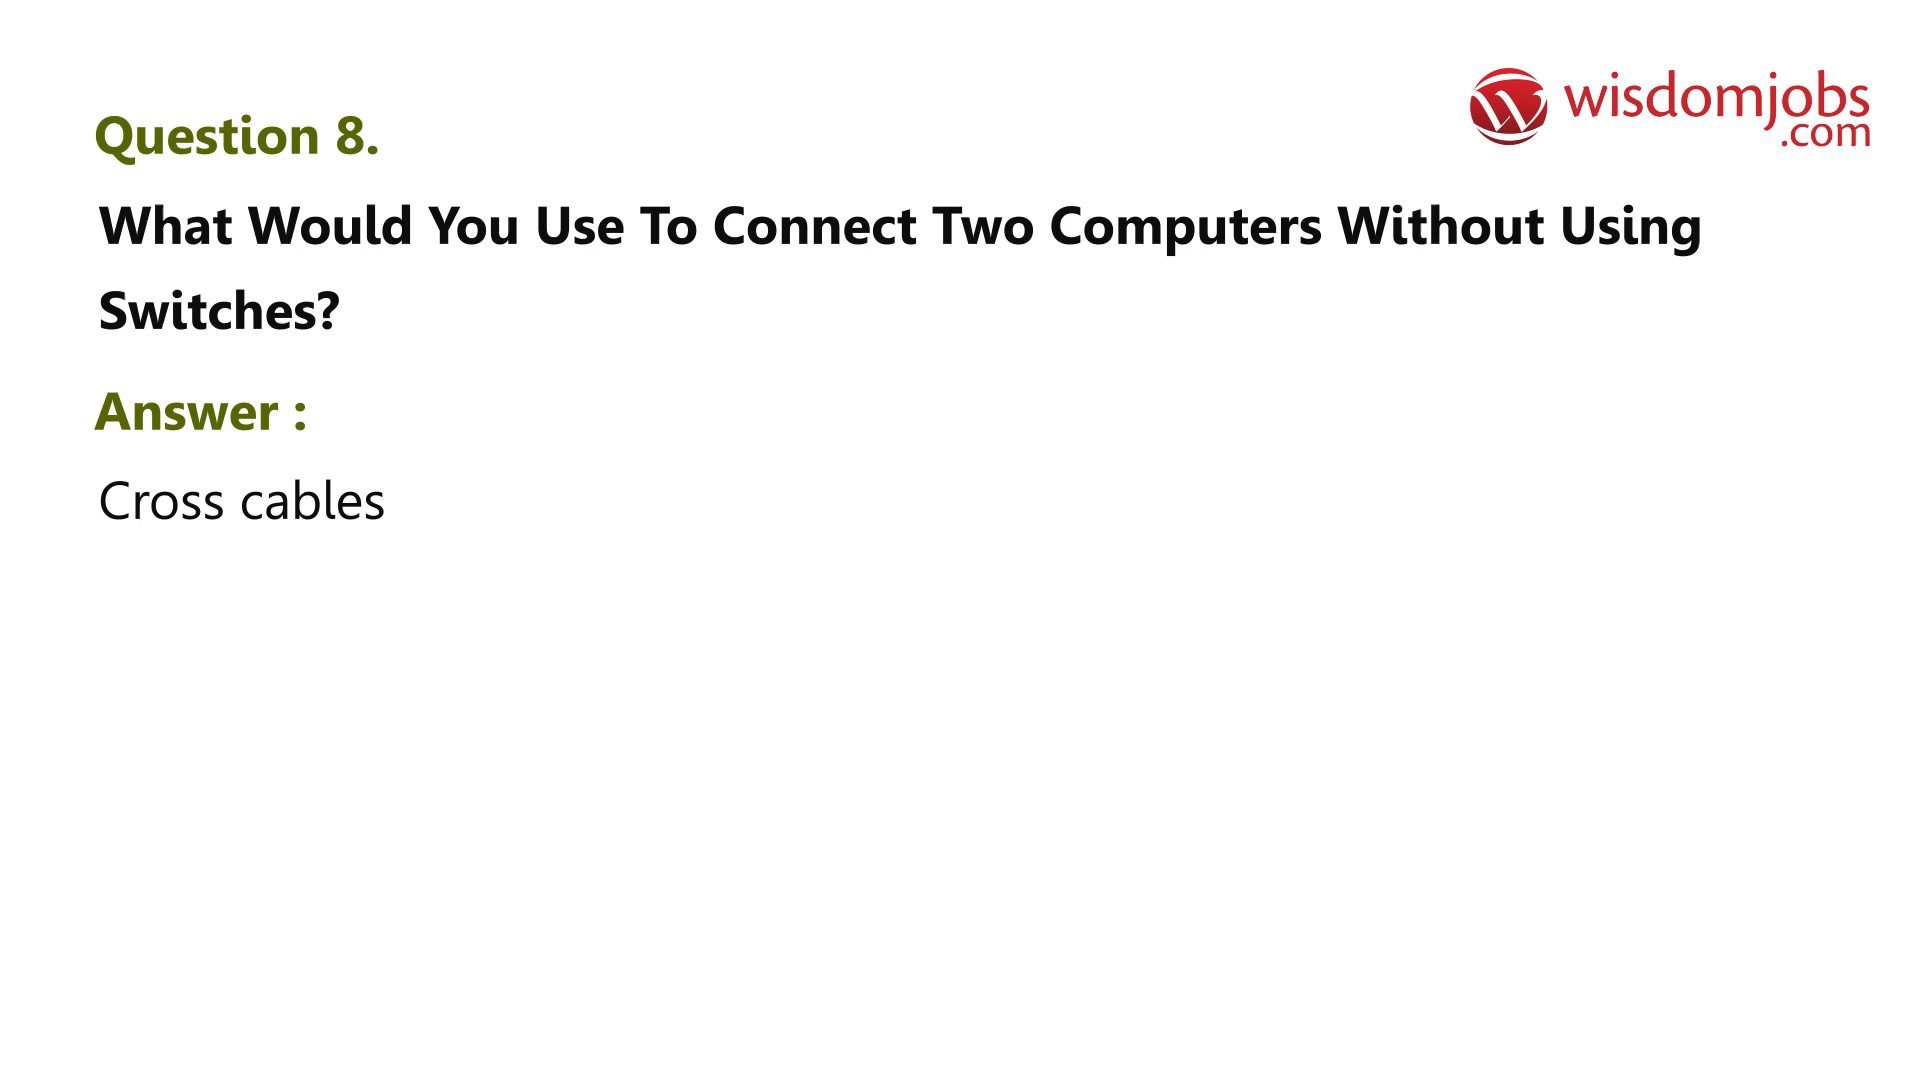 wisdomjobs
.com
Question 8.
What Would You Use To Connect Two Computers Without Using
Switches?
Answer :
Cross cables